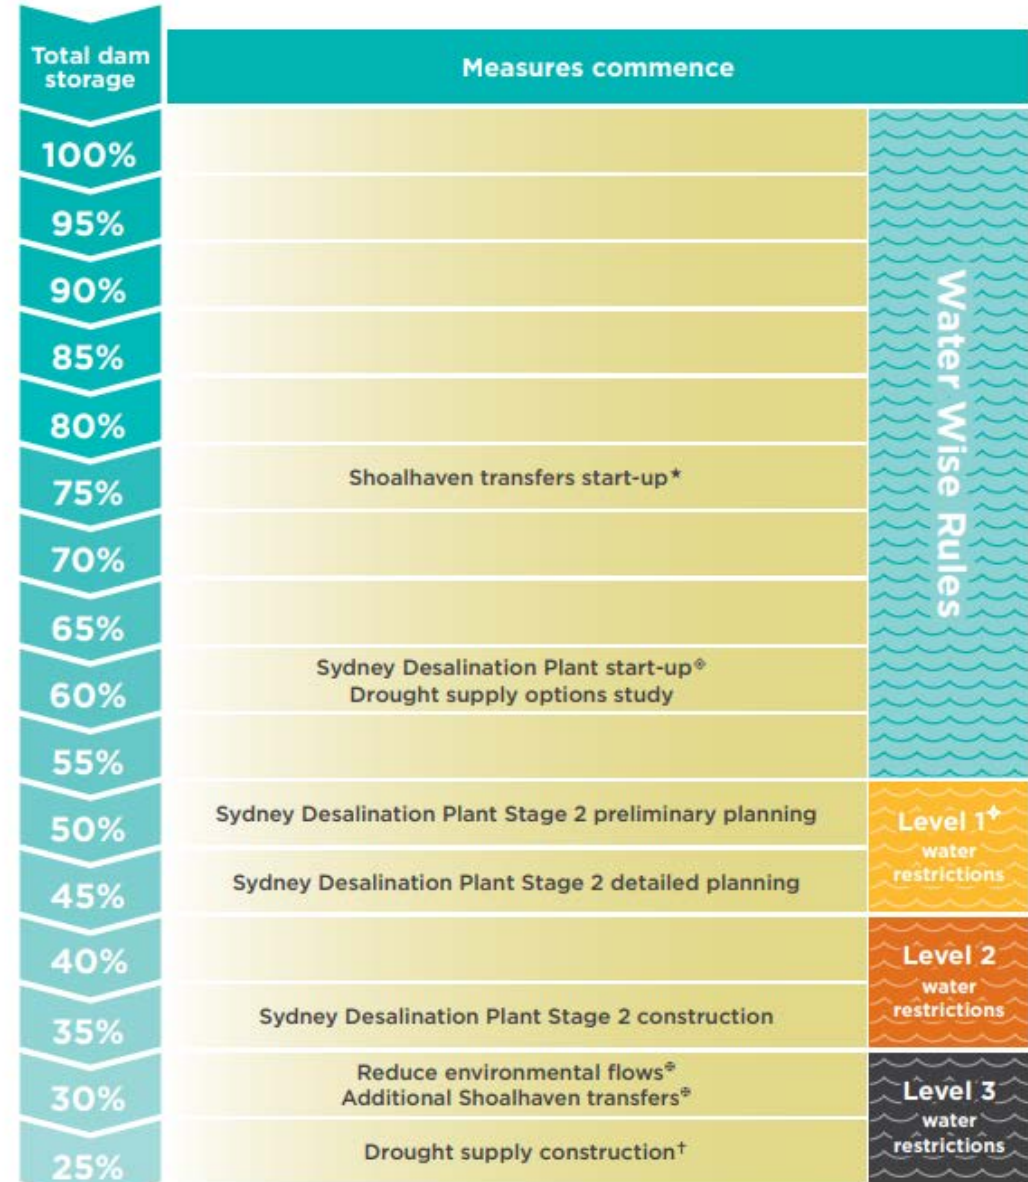 Total dam
storage
Measures commence
100%
95%
90%
85%
80%
75%
Shoalhaven transfers start-up★
70%
65%
60%
Sydney Desalination Plant start-up⎆
Drought supply options study
55%
Water Wise Rules
50%
Sydney Desalination Plant Stage 2 preliminary planning
45%
Sydney Desalination Plant Stage 2 detailed planning
Level 1✦
water
restrictions
40%
35%
Sydney Desalination Plant Stage 2 construction
Level 2
water
restrictions
30%
Reduce environmental flows⊕
Additional Shoalhaven transfers⊕
25%
Drought supply construction†
Level 3
water
restrictions